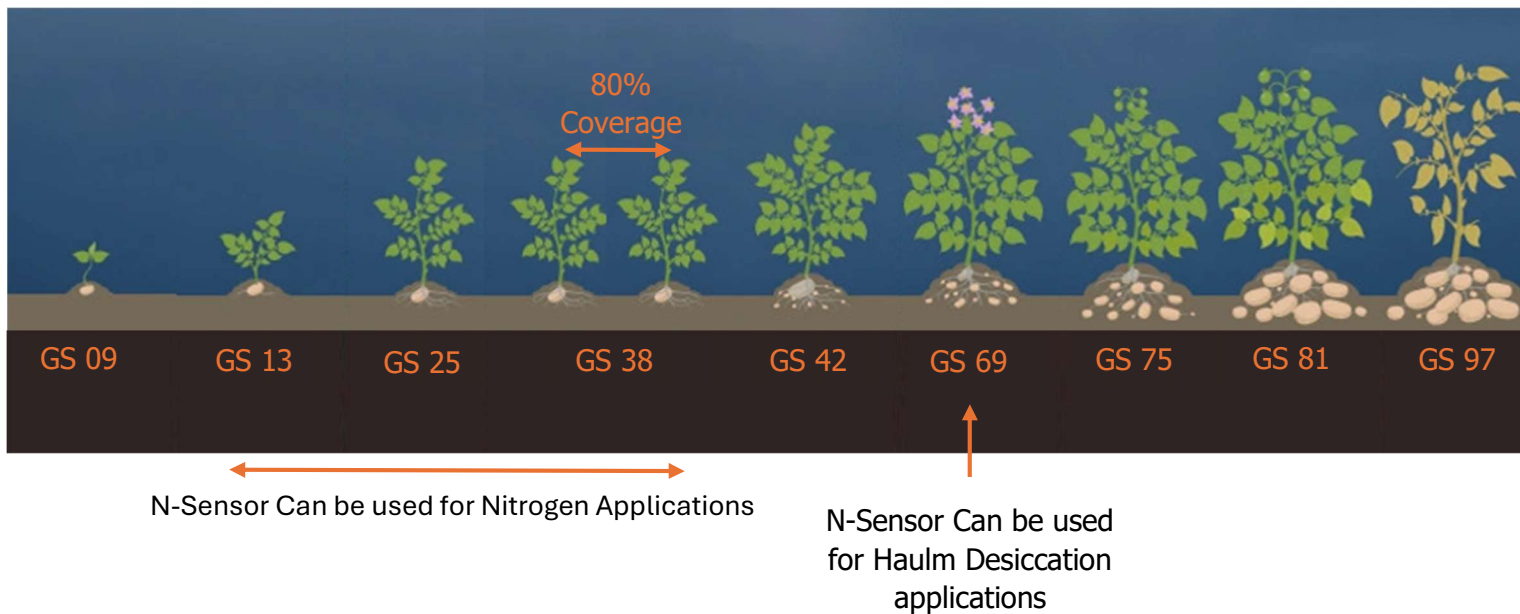 80%
Coverage
GS 09 GS 13 GS 25 GS 38 GS 42 GS 69 GS 75 GS 81 GS 97
N-Sensor Can be used for Nitrogen Applications
N-Sensor Can be used
for Haulm Desiccation
applications